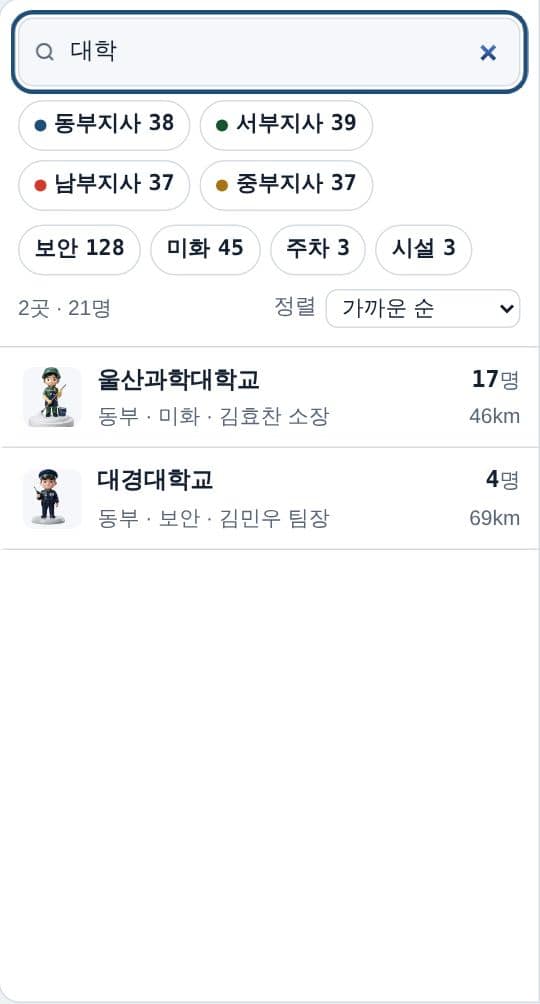 대학
동부지사 38 서부지사 39
남부지사 37 중부지사 37
보안 128 미화 45 주차 3 시설 3
2곳 · 21명 정렬 가까운 순
울산과학대학교 17명
동부 · 미화 · 김효찬 소장 46km
대경대학교 4명
동부 · 보안 · 김민우 팀장 69km